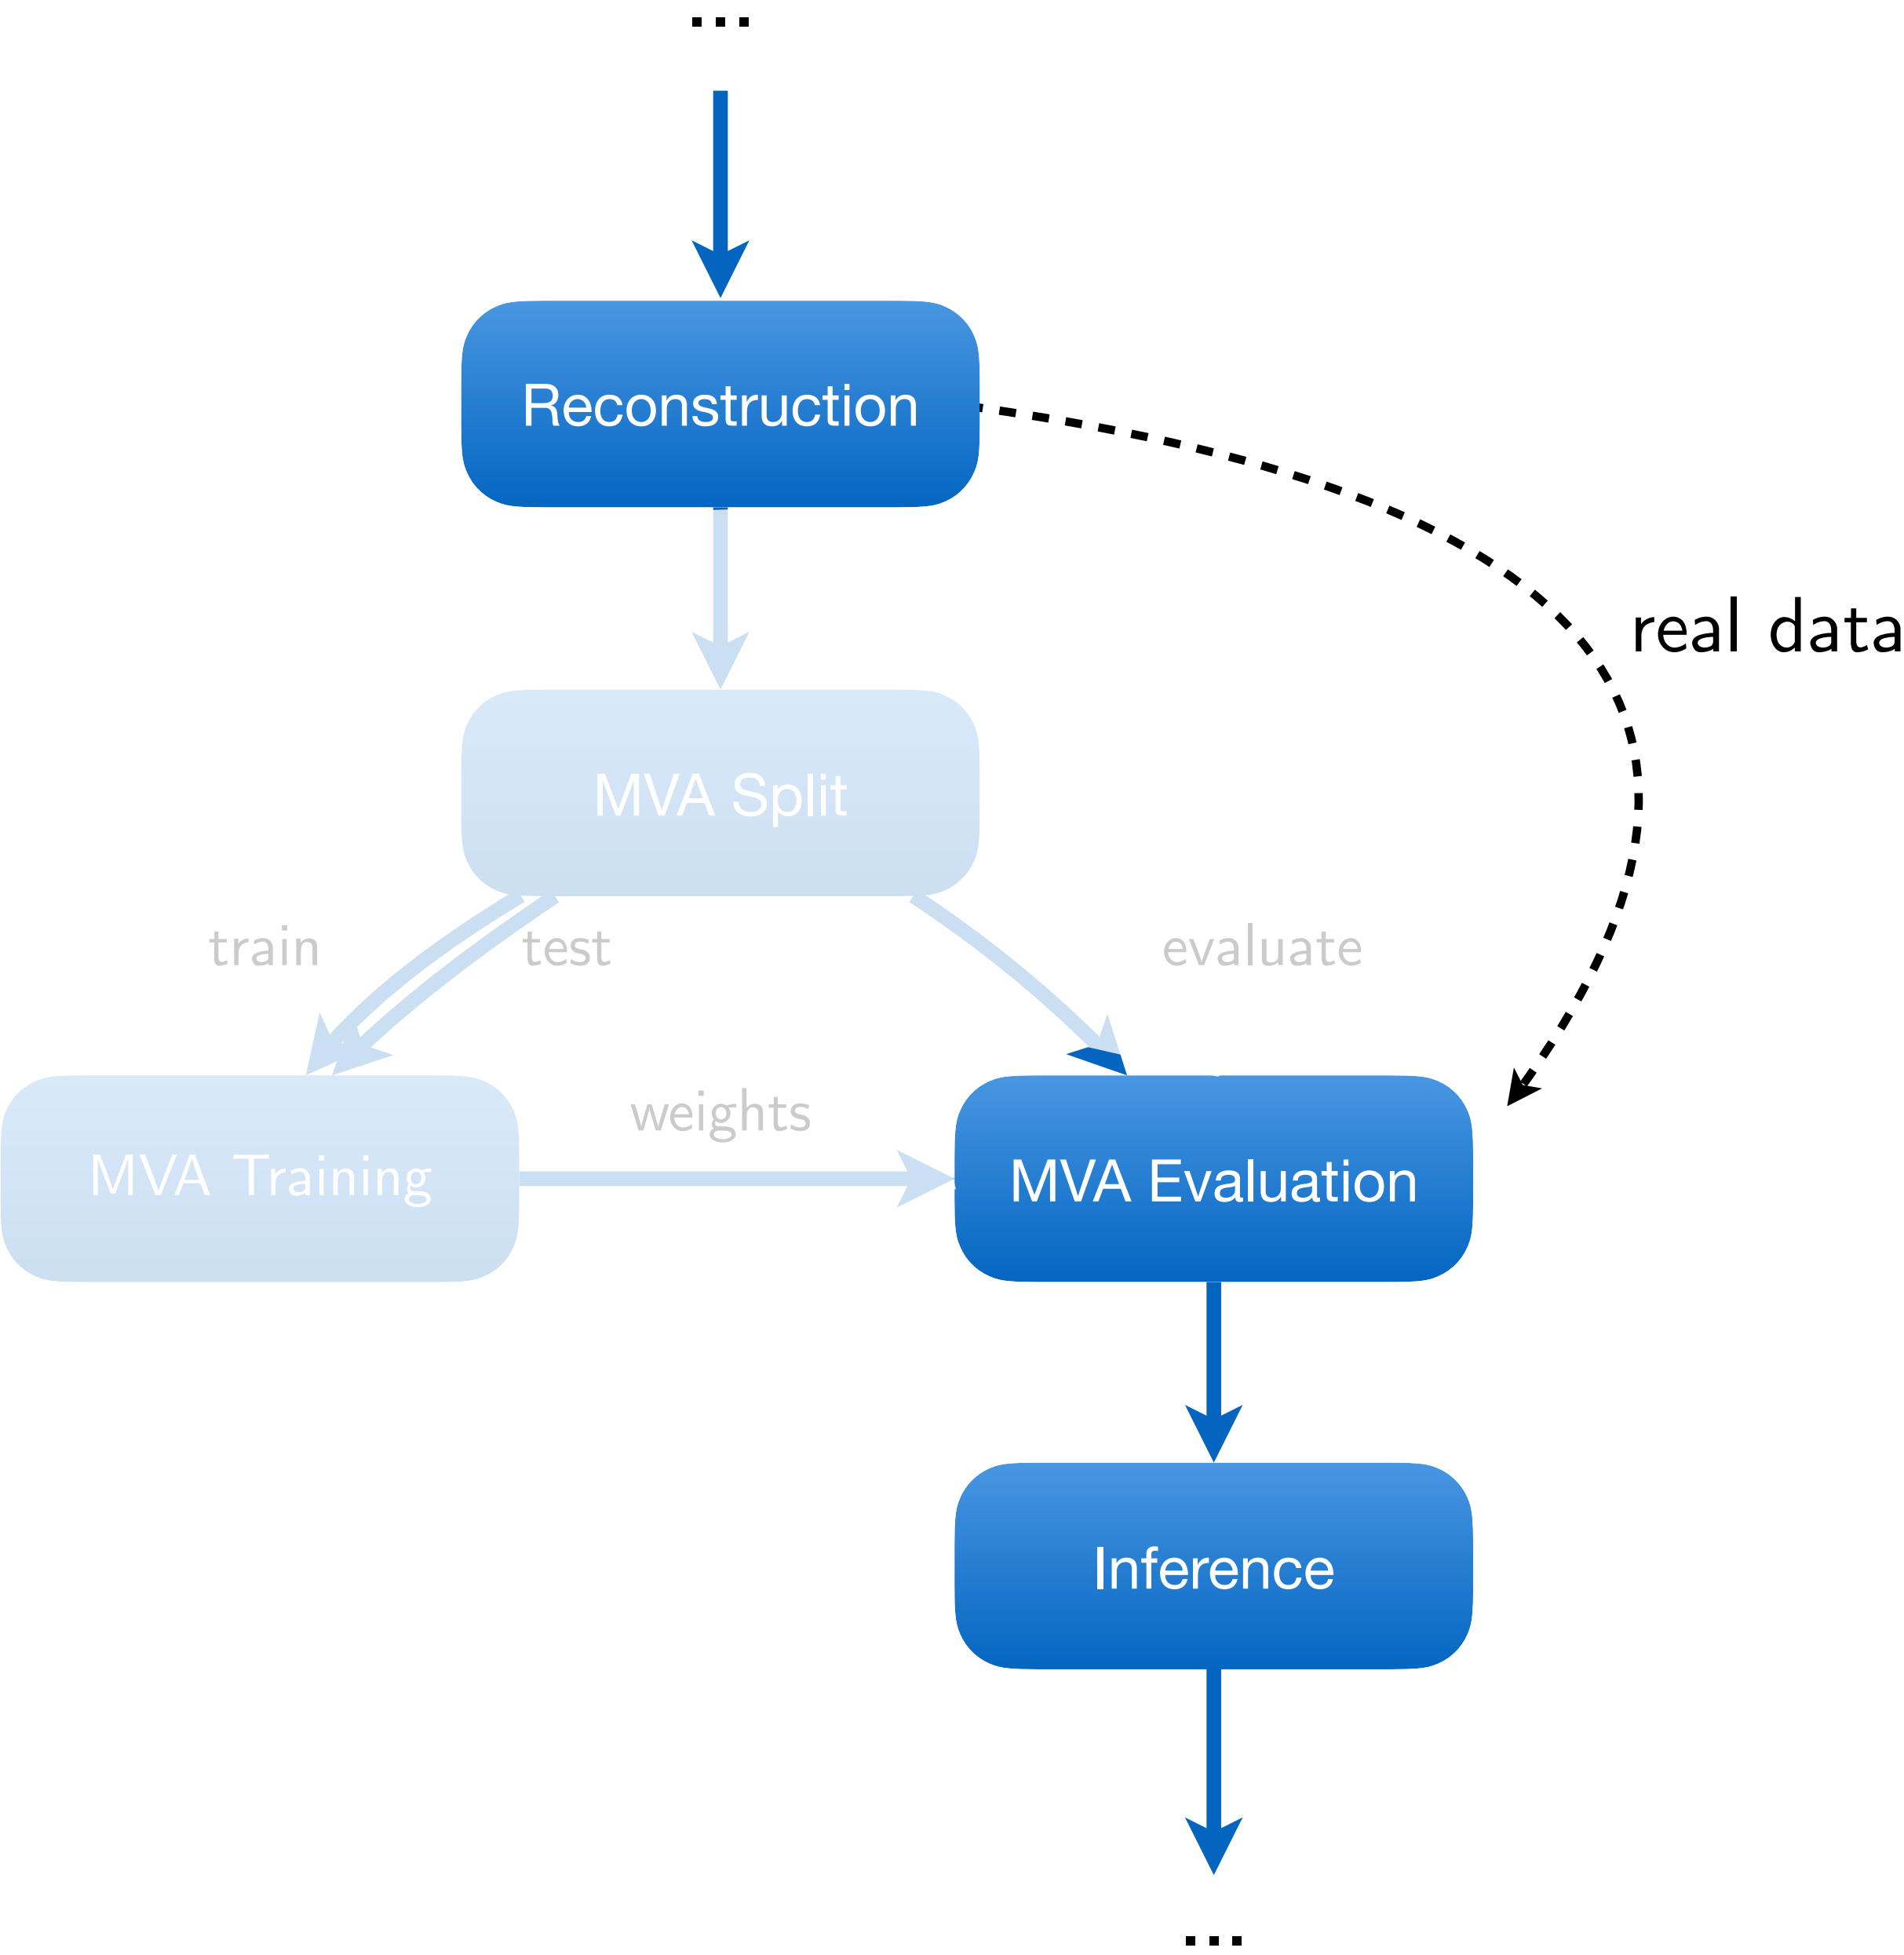 ...
Reconstruction
real data
MVA Split
train
test
evaluate
weights
MVA Training
MVA Evaluation
Inference
...